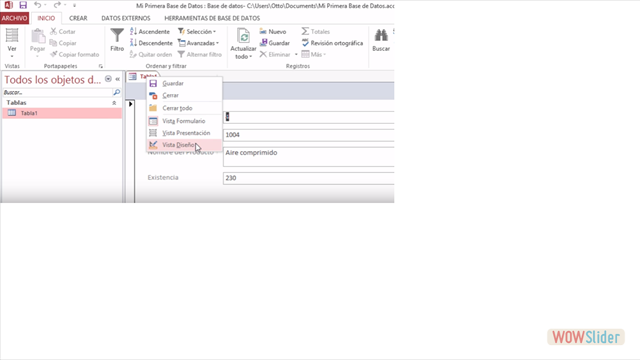 Mi Primera Base de Datos : Base de datos- C:\Users\Otto\Documents\Mi Primera Base de Datos.acc
ARCHIVO INICIO CREAR DATOS EXTERNOS HERRAMIENTAS DE BASE DE DATOS
Ver
Cortar
Copiar
Copiar formato
Portapapeles
Filtro
Ascendente
Descendente
Quitar orden
Selección
Avanzadas
Ordenar y filtrar
Actualizar todo
Nuevo
Guardar
Eliminar
Totales
Revisión ortográfica
Más
Registros
Buscar
Todos los objetos d...
Buscar...
Tablas
Tabla1
Tabla1
Guardar
Cerrar
Cerrar todo
Vista Formulario
Vista Presentación
Vista Diseño
1004
Nombre del Producto Aire comprimido
Existencia 230
WOWSlider